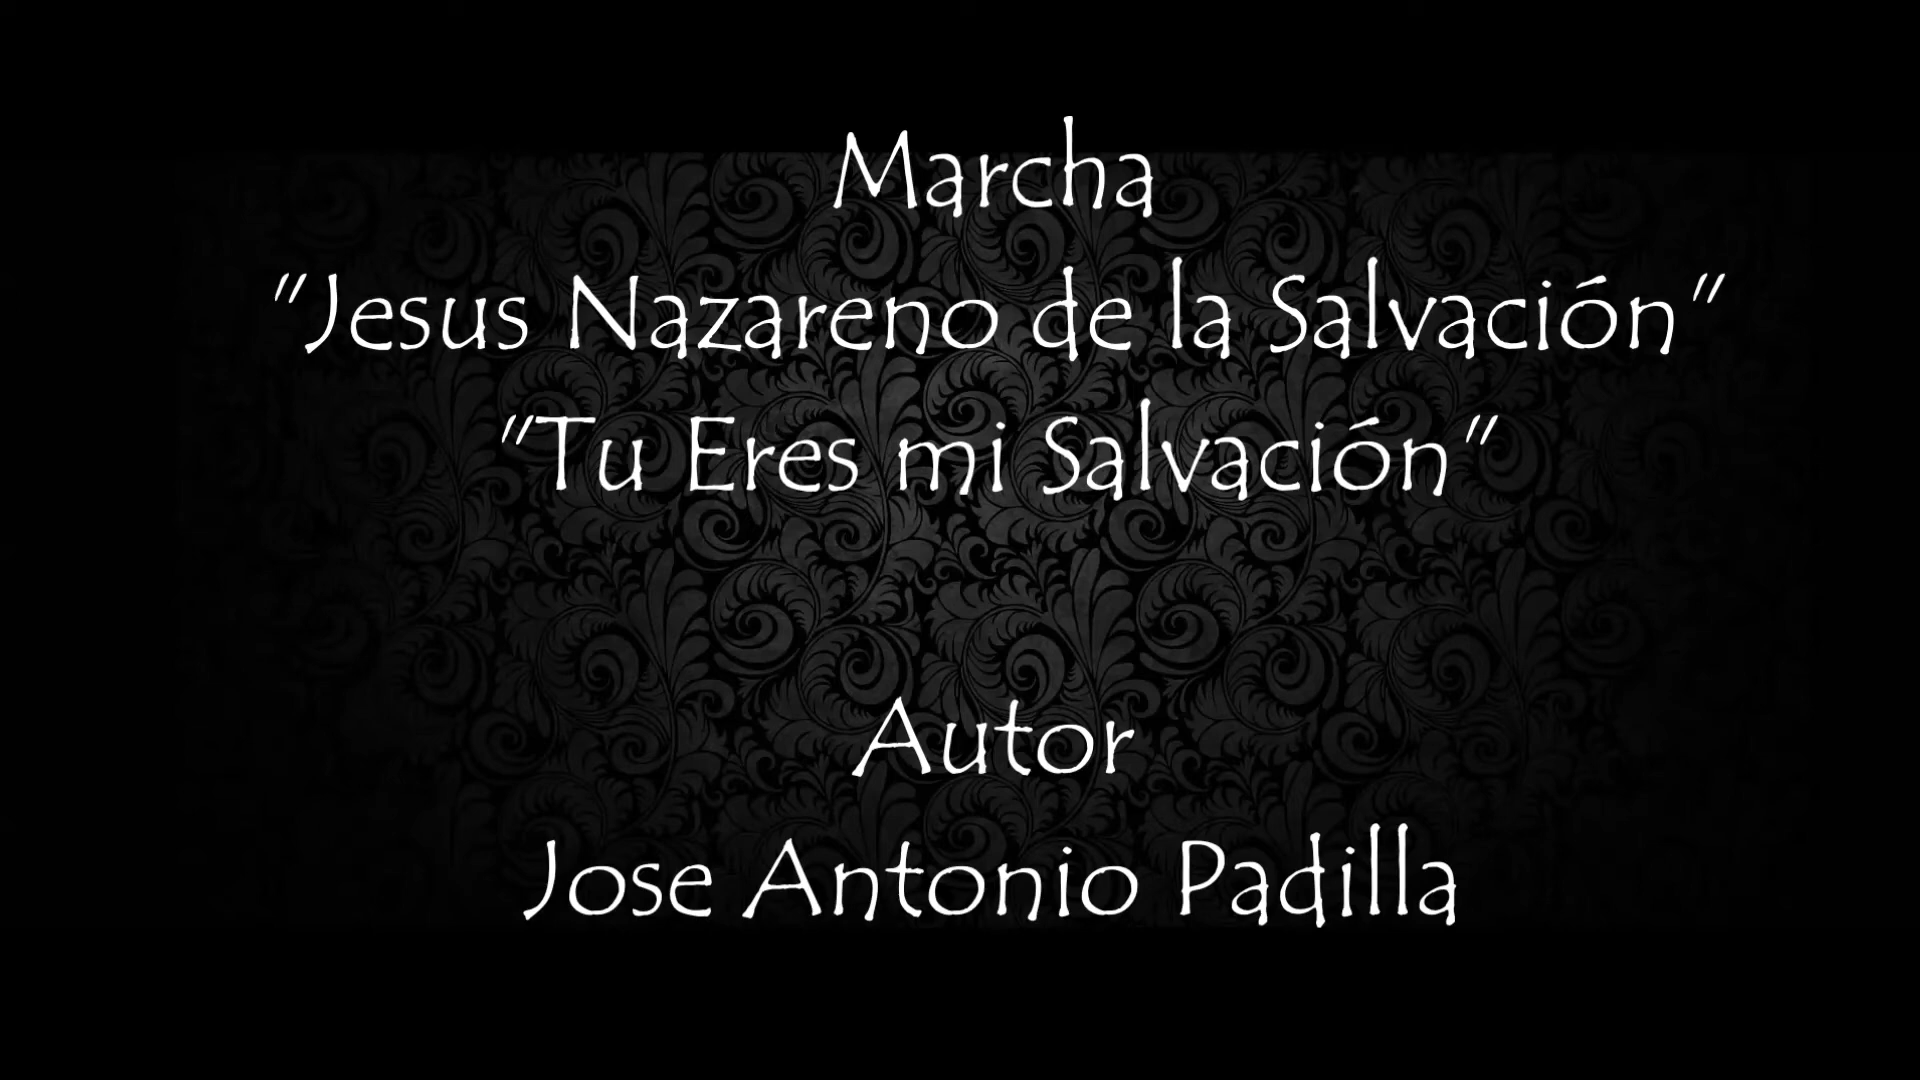 Marcha
"Jesus Nazareno de la Salvación"
"Tu Eres mi Salvación"
Autor
Jose Antonio Padilla